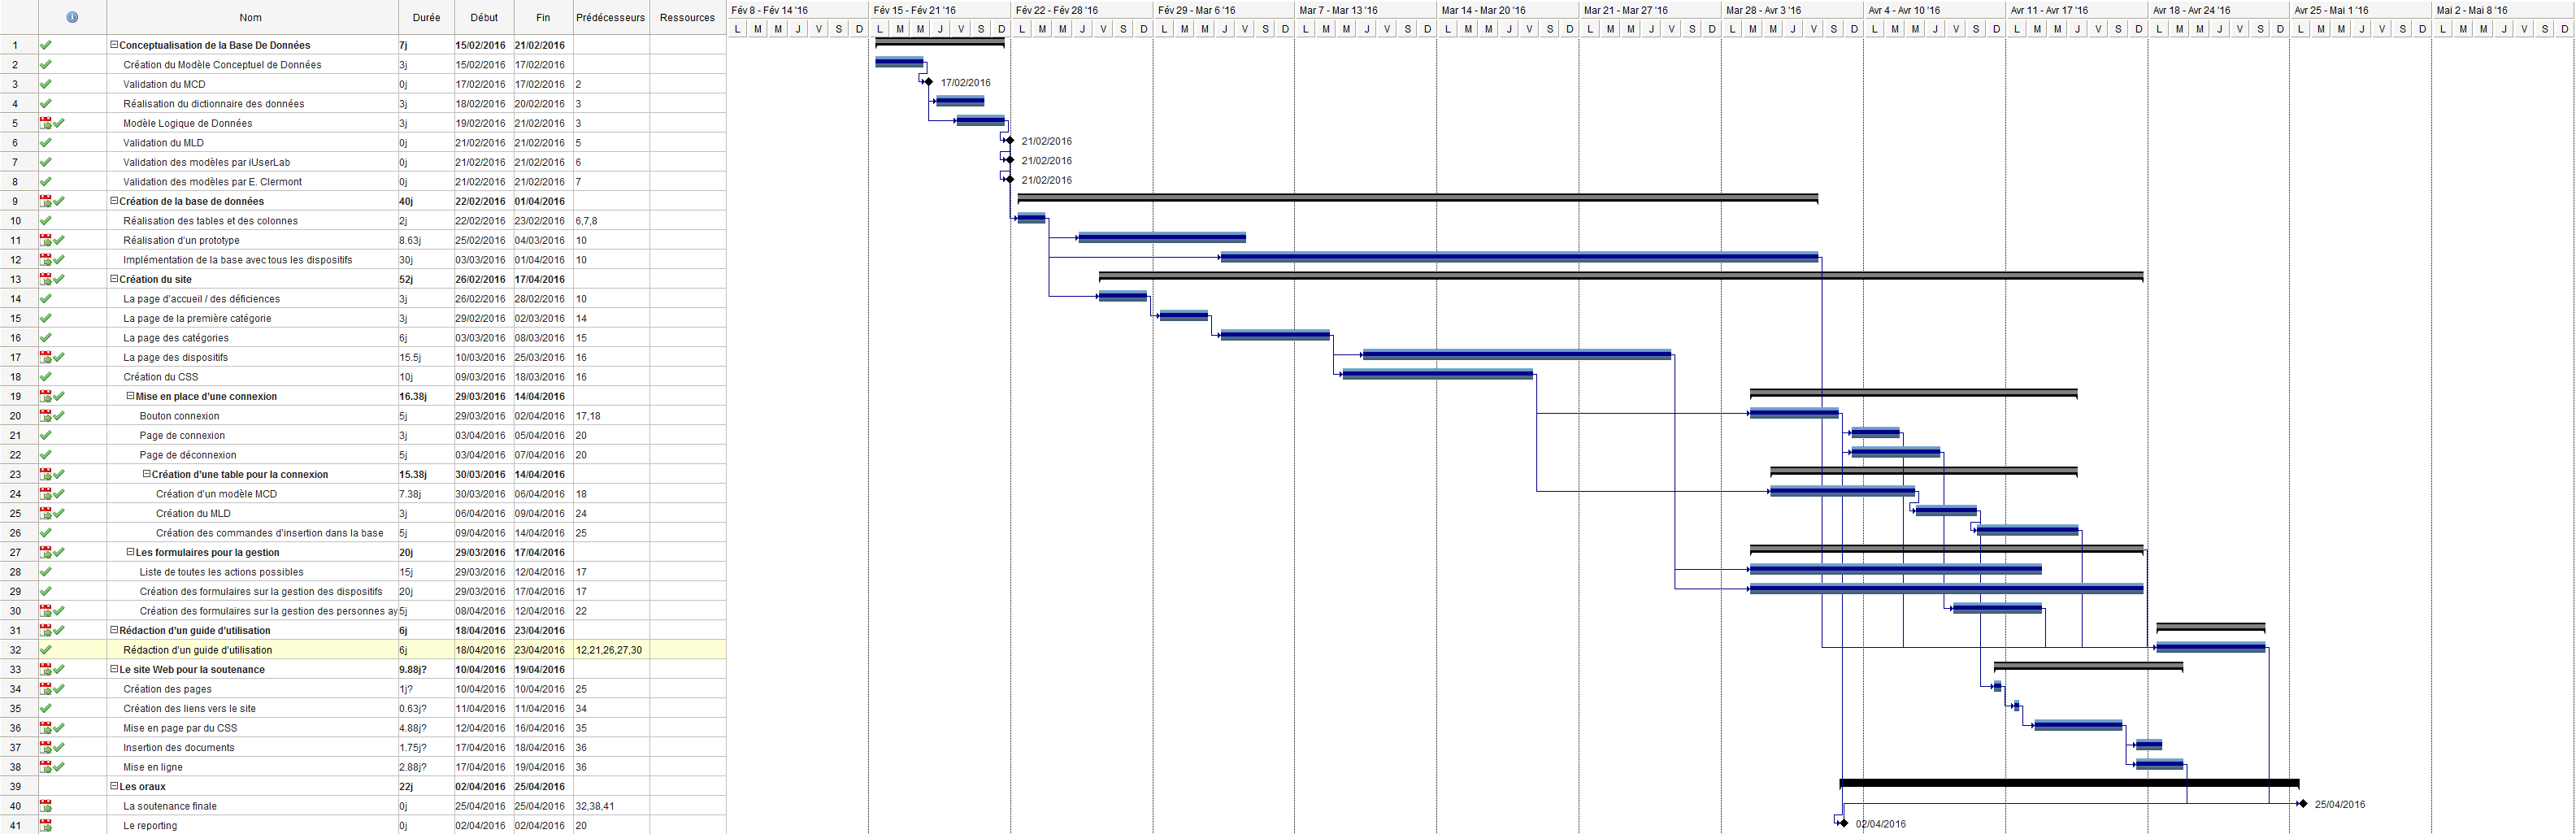 Nom Durée Début Fin Prédécesseurs Ressources
Fév 8 - Fév 14 '16 Fév 15 - Fév 21 '16 Fév 22 - Fév 28 '16 Fév 29 - Mar 6 '16 Mar 7 - Mar 13 '16 Mar 14 - Mar 20 '16 Mar 21 - Mar 27 '16 Mar 28 - Avr 3 '16 Avr 4 - Avr 10 '16 Avr 11 - Avr 17 '16 Avr 18 - Avr 24 '16 Avr 25 - Mai 1 '16 Mai 2 - Mai 8 '16
L M M J V S D L M M J V S D L M M J V S D L M M J V S D L M M J V S D L M M J V S D L M M J V S D L M M J V S D L M M J V S D L M M J V S D L M M J V S D L M M J V S D L M M J V S D
1 Conceptualisation de la Base De Données 7j 15/02/2016 21/02/2016
2 Création du Modèle Conceptuel de Données 3j 15/02/2016 17/02/2016
3 Validation du MCD 0j 17/02/2016 17/02/2016 2 17/02/2016
4 Réalisation du dictionnaire des données 3j 18/02/2016 20/02/2016 3
5 Modèle Logique de Données 3j 19/02/2016 21/02/2016 3
6 Validation du MLD 0j 21/02/2016 21/02/2016 5 21/02/2016
7 Validation des modèles par iUserLab 0j 21/02/2016 21/02/2016 6 21/02/2016
8 Validation des modèles par E. Clermont 0j 21/02/2016 21/02/2016 7 21/02/2016
9 Création de la base de données 40j 22/02/2016 01/04/2016
10 Réalisation des tables et des colonnes 2j 22/02/2016 23/02/2016 6,7,8
11 Réalisation d'un prototype 8.63j 25/02/2016 04/03/2016 10
12 Implémentation de la base avec tous les dispositifs 30j 03/03/2016 01/04/2016 10
13 Création du site 52j 26/02/2016 17/04/2016
14 La page d'accueil / des déficiences 3j 26/02/2016 28/02/2016 10
15 La page de la première catégorie 3j 29/02/2016 02/03/2016 14
16 La page des catégories 6j 03/03/2016 08/03/2016 15
17 La page des dispositifs 15.5j 10/03/2016 25/03/2016 16
18 Création du CSS 10j 09/03/2016 18/03/2016 16
19 Mise en place d'une connexion 16.38j 29/03/2016 14/04/2016
20 Bouton connexion 5j 29/03/2016 02/04/2016 17,18
21 Page de connexion 3j 03/04/2016 05/04/2016 20
22 Page de déconnexion 5j 03/04/2016 07/04/2016 20
23 Création d'une table pour la connexion 15.38j 30/03/2016 14/04/2016
24 Création d'un modèle MCD 7.38j 30/03/2016 06/04/2016 18
25 Création du MLD 3j 06/04/2016 09/04/2016 24
26 Création des commandes d'insertion dans la base 5j 09/04/2016 14/04/2016 25
27 Les formulaires pour la gestion 20j 29/03/2016 17/04/2016
28 Liste de toutes les actions possibles 15j 29/03/2016 12/04/2016 17
29 Création des formulaires sur la gestion des dispositifs 20j 29/03/2016 17/04/2016 17
30 Création des formulaires sur la gestion des personnes ay 5j 08/04/2016 12/04/2016 22
31 Rédaction d'un guide d'utilisation 6j 18/04/2016 23/04/2016
32 Rédaction d'un guide d'utilisation 6j 18/04/2016 23/04/2016 12,21,26,27,30
33 Le site Web pour la soutenance 9.88j? 10/04/2016 19/04/2016
34 Création des pages 1j? 10/04/2016 10/04/2016 25
35 Création des liens vers le site 0.63j? 11/04/2016 11/04/2016 34
36 Mise en page par du CSS 4.88j? 12/04/2016 16/04/2016 35
37 Insertion des documents 1.75j? 17/04/2016 18/04/2016 36
38 Mise en ligne 2.88j? 17/04/2016 19/04/2016 36
39 Les oraux 22j 02/04/2016 25/04/2016
40 La soutenance finale 0j 25/04/2016 25/04/2016 32,38,41 25/04/2016
41 Le reporting 0j 02/04/2016 02/04/2016 20 02/04/2016